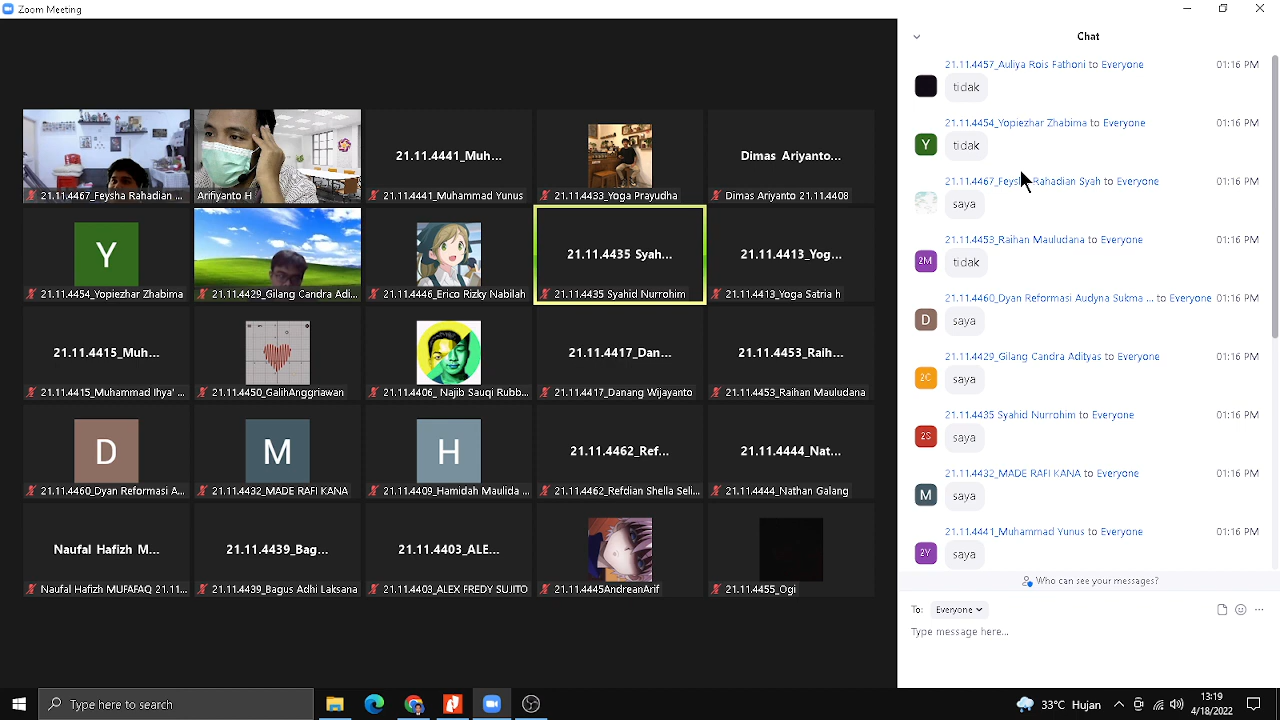 Zoom Meeting
21.11.4467_Feysha Rahadian ...
Arifiyanto H
21.11.4441_Muh...
21.11.4441_Muhammad Yunus
21.11.4433_Yoga Prayudha
Dimas Ariyanto...
Dimas Ariyanto 21.11.4408
Y
21.11.4454_Yopiezhar Zhabima
21.11.4429_Gilang Candra Adi...
21.11.4446_Erico Rizky Nabilah
21.11.4435 Syah...
21.11.4435 Syahid Nurrohim
21.11.4413_Yog...
21.11.4413_Yoga Satria h
21.11.4415_Muh...
21.11.4415_Muhammad Ihya' ...
21.11.4450_GalihAnggriawan
21.11.4406_ Najib Sauqi Rubb...
21.11.4417_Dan...
21.11.4417_Danang Wijayanto
21.11.4453_Raih...
21.11.4453_Raihan Mauludana
D
21.11.4460_Dyan Reformasi A...
M
21.11.4432_MADE RAFI KANA
H
21.11.4409_Hamidah Maulida ...
21.11.4462_Ref...
21.11.4462_Refdian Shella Seli...
21.11.4444_Nat...
21.11.4444_Nathan Galang
Naufal Hafizh M...
Naufal Hafizh MUFAFAQ 21.11...
21.11.4439_Bag...
21.11.4439_Bagus Adhi Laksana
21.11.4403_ALE...
21.11.4403_ALEX FREDY SUJITO
21.11.4445AndreanArif
21.11.4455_Ogi
Chat
21.11.4457_Auliya Rois Fathoni to Everyone 01:16 PM
tidak
21.11.4454_Yopiezhar Zhabima to Everyone 01:16 PM
Y tidak
21.11.4467_Feysha Rahadian Syah to Everyone 01:16 PM
saya
21.11.4453_Raihan Mauludana to Everyone 01:16 PM
2M tidak
21.11.4460_Dyan Reformasi Audyna Sukma ... to Everyone 01:16 PM
D saya
21.11.4429_Gilang Candra Adityas to Everyone 01:16 PM
2C saya
21.11.4435 Syahid Nurrohim to Everyone 01:16 PM
2S saya
21.11.4432_MADE RAFI KANA to Everyone 01:16 PM
M saya
21.11.4441_Muhammad Yunus to Everyone 01:16 PM
2Y saya
Who can see your messages?
To: Everyone
Type message here...
Type here to search
33°C Hujan
13:19
4/18/2022